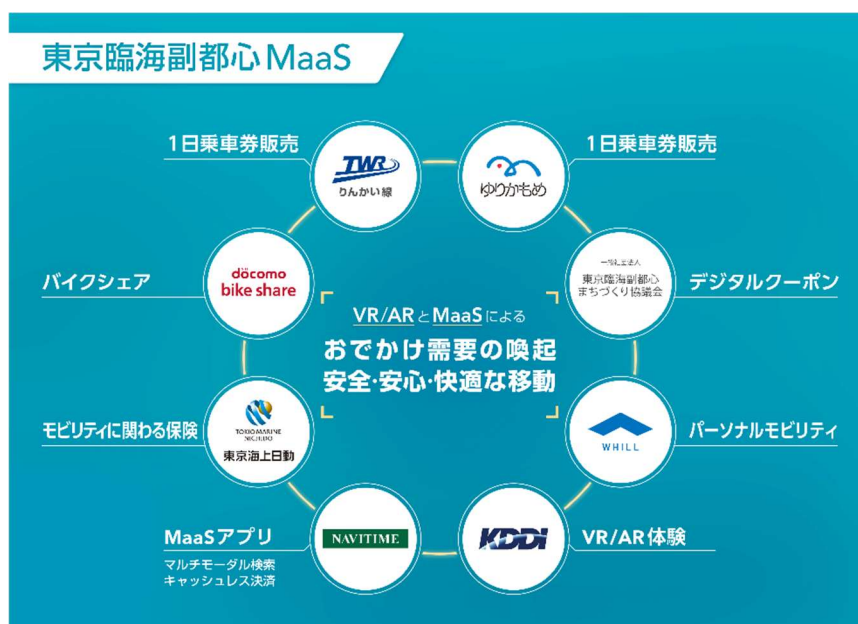 東京臨海副都心 MaaS
1日乗車券販売
TWR
りんかい線
ゆりかもめ
1日乗車券販売
バイクシェア
döcomo
bike share
一般社団法人
東京臨海副都心
まちづくり協議会
デジタルクーポン
VR/ARとMaaSによる
おでかけ需要の喚起
安全・安心・快適な移動
モビリティに関わる保険
TOKIO MARINE
NICHIDO
東京海上日動
WHILL
パーソナルモビリティ
MaaSアプリ
マルチモーダル検索
キャッシュレス決済
NAVITIME
KDDI
VR/AR体験